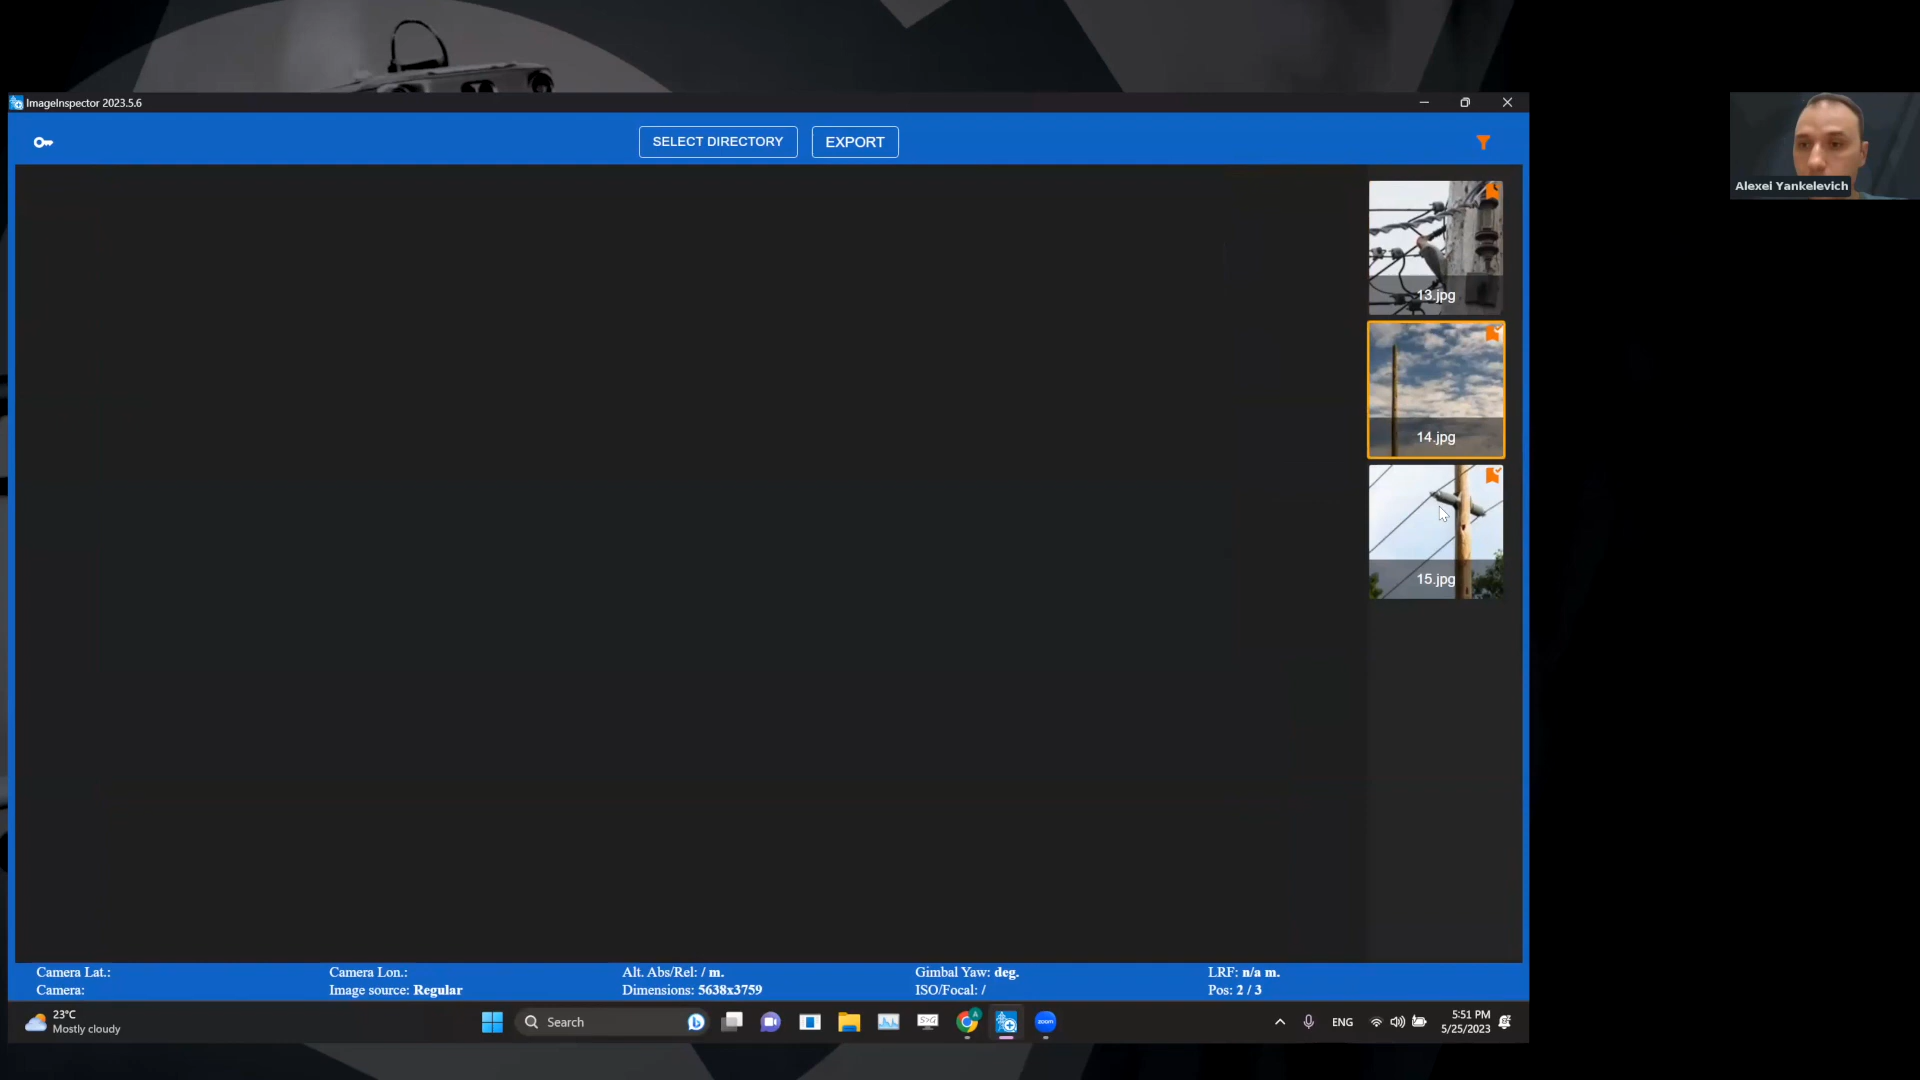 ImageInspector 2023.5.6
SELECT DIRECTORY
EXPORT
Alexei Yankelevich
13.jpg
14.jpg
15.jpg
Camera Lat.:
Camera Lon.:
Alt. Abs/Rel: / m.
Gimbal Yaw: deg.
LRF: n/a m.
Camera:
Image source: Regular
Dimensions: 5638x3759
ISO/Focal: /
Pos: 2 / 3
23°C
Mostly cloudy
Search
zoom
ENG
5:51 PM
5/25/2023